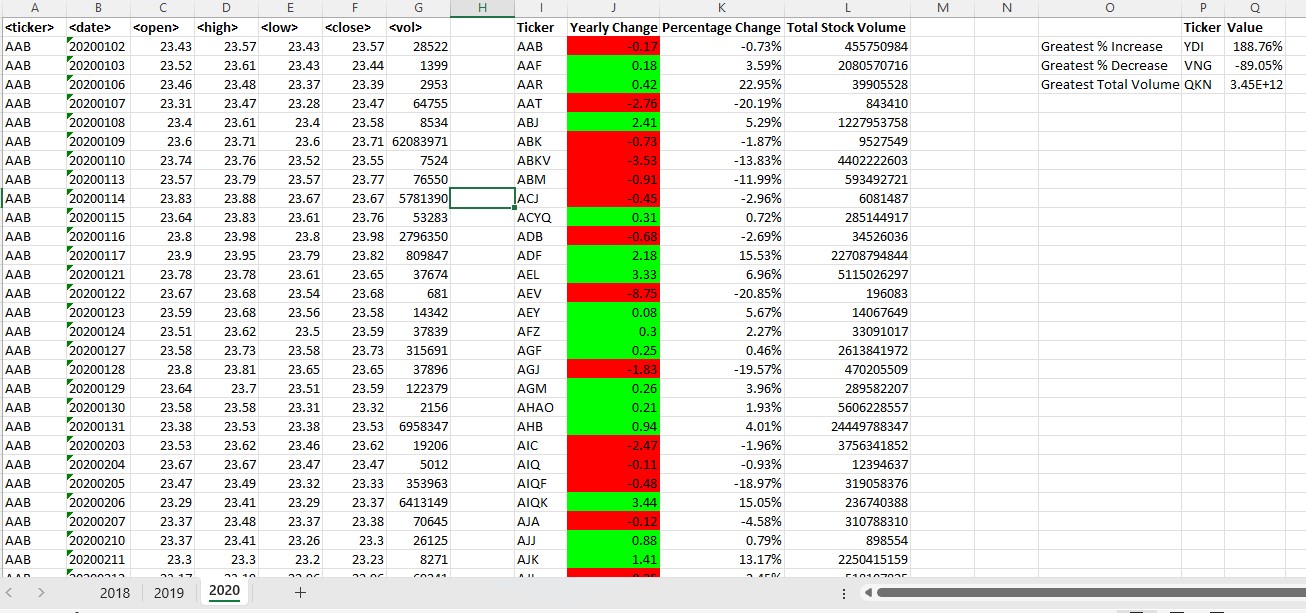 A B C D E F G H I J K L M N O P Q
<ticker> <date> <open> <high> <low> <close> <vol> Ticker Yearly Change Percentage Change Total Stock Volume Ticker Value
AAB 20200102 23.43 23.57 23.43 23.57 28522 AAB -0.17 -0.73% 455750984 Greatest % Increase YDI 188.76%
AAB 20200103 23.52 23.61 23.43 23.44 1399 AAF 0.18 3.59% 2080570716 Greatest % Decrease VNG -89.05%
AAB 20200106 23.46 23.48 23.37 23.39 2953 AAR 0.42 22.95% 39905528 Greatest Total Volume QKN 3.45E+12
AAB 20200107 23.31 23.47 23.28 23.47 64755 AAT -2.76 -20.19% 843410
AAB 20200108 23.4 23.61 23.4 23.58 8534 ABJ 2.41 5.29% 1227953758
AAB 20200109 23.6 23.71 23.6 23.71 62083971 ABK -0.73 -1.87% 9527549
AAB 20200110 23.74 23.76 23.52 23.55 7524 ABKV -3.53 -13.83% 4402222603
AAB 20200113 23.57 23.79 23.57 23.77 76550 ABM -0.91 -11.99% 593492721
AAB 20200114 23.83 23.88 23.67 23.67 5781390 ACJ -0.45 -2.96% 6081487
AAB 20200115 23.64 23.83 23.61 23.76 53283 ACYQ 0.31 0.72% 285144917
AAB 20200116 23.8 23.98 23.8 23.98 2796350 ADB -0.68 -2.69% 34526036
AAB 20200117 23.9 23.95 23.79 23.82 809847 ADF 2.18 15.53% 22708794844
AAB 20200121 23.78 23.78 23.61 23.65 37674 AEL 3.33 6.96% 5115026297
AAB 20200122 23.67 23.68 23.54 23.68 681 AEV -8.75 -20.85% 196083
AAB 20200123 23.59 23.68 23.56 23.58 14342 AEY 0.08 5.67% 14067649
AAB 20200124 23.51 23.62 23.5 23.59 37839 AFZ 0.3 2.27% 33091017
AAB 20200127 23.58 23.73 23.58 23.73 315691 AGF 0.25 0.46% 2613841972
AAB 20200128 23.8 23.81 23.65 23.65 37896 AGJ -1.83 -19.57% 470205509
AAB 20200129 23.64 23.7 23.51 23.59 122379 AGM 0.26 3.96% 289582207
AAB 20200130 23.58 23.58 23.31 23.32 2156 AHAO 0.21 1.93% 5606228557
AAB 20200131 23.38 23.53 23.38 23.53 6958347 AHB 0.94 4.01% 24449788347
AAB 20200203 23.53 23.62 23.46 23.62 19206 AIC -2.47 -1.96% 3756341852
AAB 20200204 23.67 23.67 23.47 23.47 5012 AIQ -0.11 -0.93% 12394637
AAB 20200205 23.47 23.49 23.32 23.33 353963 AIQF -0.48 -18.97% 319058376
AAB 20200206 23.29 23.41 23.29 23.37 6413149 AIQK 3.44 15.05% 236740388
AAB 20200207 23.37 23.48 23.37 23.38 70645 AJA -0.12 -4.58% 310788310
AAB 20200210 23.37 23.41 23.26 23.3 26125 AJJ 0.88 0.79% 898554
AAB 20200211 23.3 23.3 23.2 23.23 8271 AJK 1.41 13.17% 2250415159
2018 2019 2020